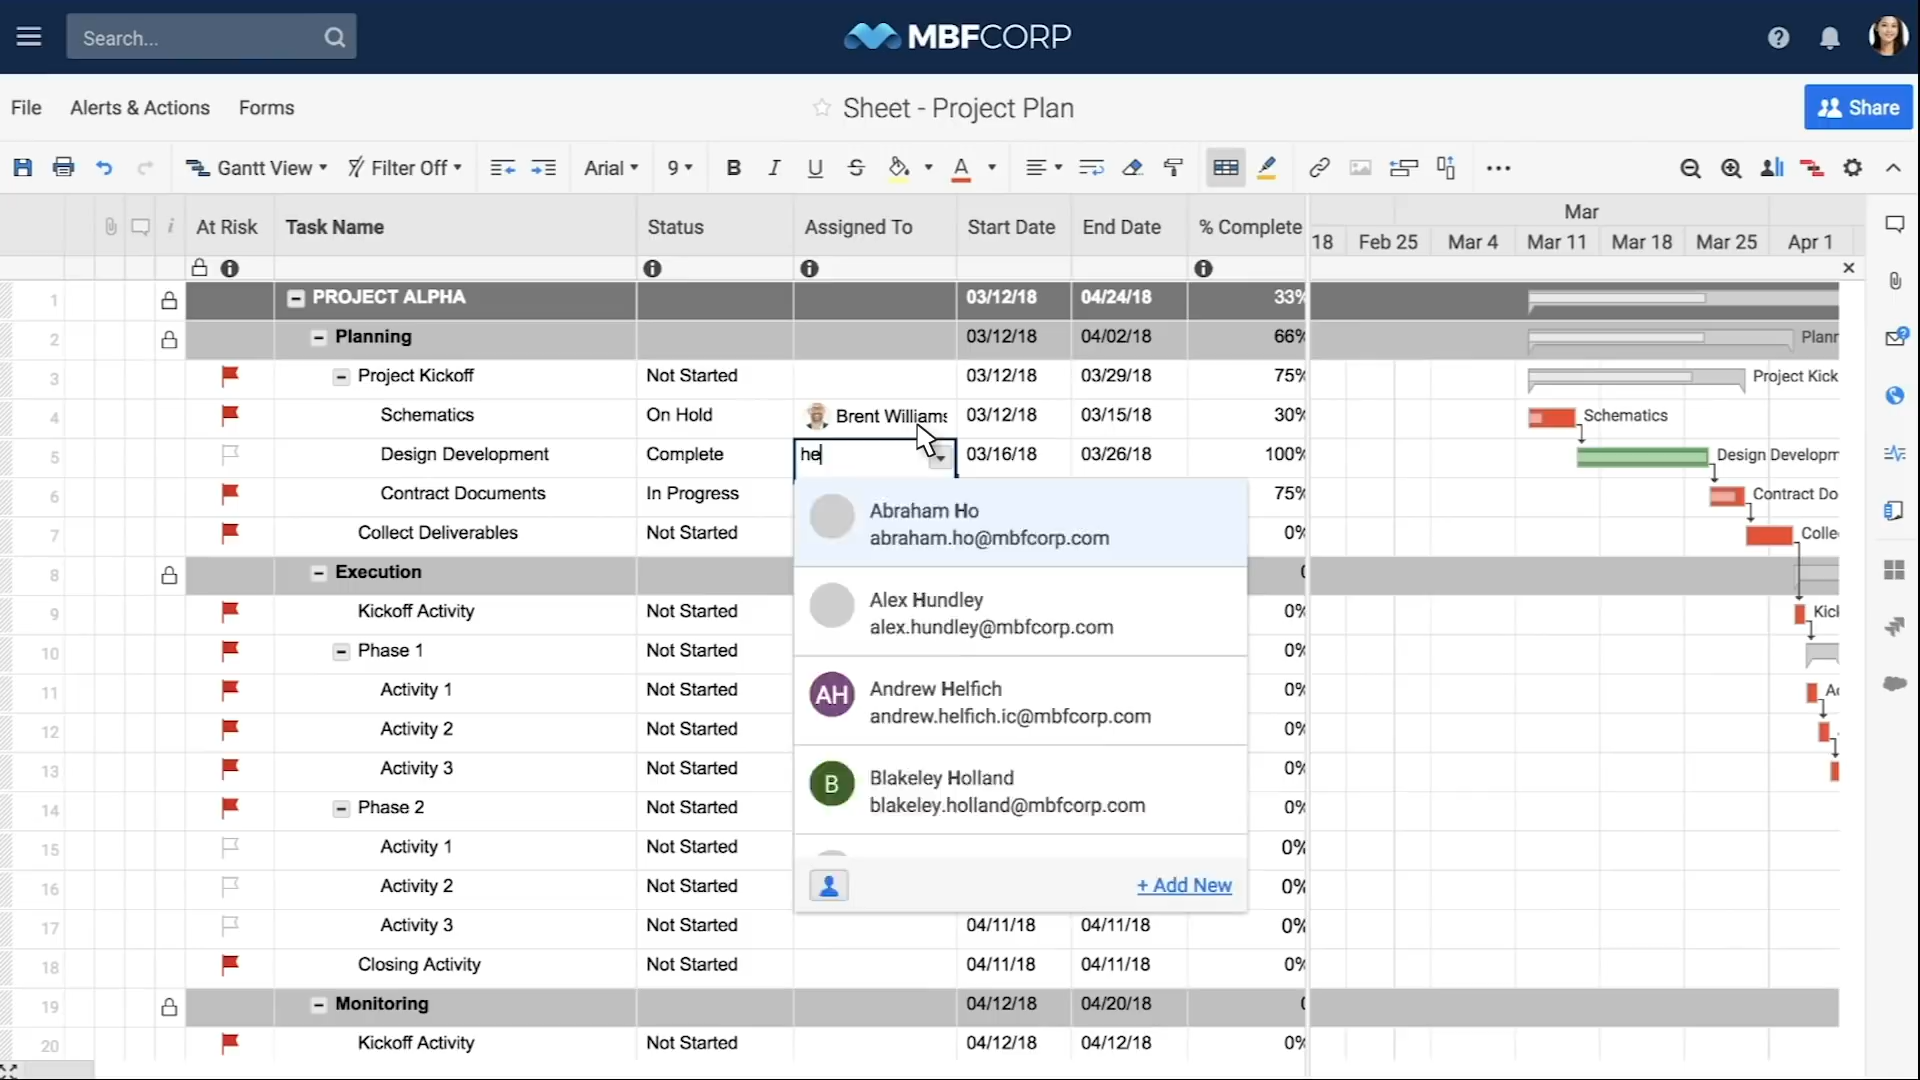 Search...
MBFCORP
File
Alerts & Actions
Forms
Sheet - Project Plan
Share
Gantt View
Filter Off
Arial
9
B I U S A
At Risk Task Name Status Assigned To Start Date End Date % Complete
Mar
18 Feb 25 Mar 4 Mar 11 Mar 18 Mar 25 Apr 1
1 PROJECT ALPHA 03/12/18 04/24/18 33%
2 Planning 03/12/18 04/02/18 66% Plann
3 Project Kickoff Not Started 03/12/18 03/29/18 75% Project Kick
4 Schematics On Hold Brent Williams 03/12/18 03/15/18 30% Schematics
5 Design Development Complete he 03/16/18 03/26/18 100% Design Developm
6 Contract Documents In Progress 75% Contract Do
7 Collect Deliverables Not Started 0% Colle
8 Execution
9 Kickoff Activity Not Started 0% Kick
10 Phase 1 Not Started 0%
11 Activity 1 Not Started 0% Ac
12 Activity 2 Not Started 0%
13 Activity 3 Not Started 0%
14 Phase 2 Not Started 0%
15 Activity 1 Not Started 0%
16 Activity 2 Not Started 0%
17 Activity 3 Not Started 04/11/18 04/11/18 0%
18 Closing Activity Not Started 04/11/18 04/11/18 0%
19 Monitoring 04/12/18 04/20/18
20 Kickoff Activity Not Started 04/12/18 04/12/18 0%
Abraham Ho
abraham.ho@mbfcorp.com
Alex Hundley
alex.hundley@mbfcorp.com
AH
Andrew Helfich
andrew.helfich.ic@mbfcorp.com
B
Blakeley Holland
blakeley.holland@mbfcorp.com
+ Add New